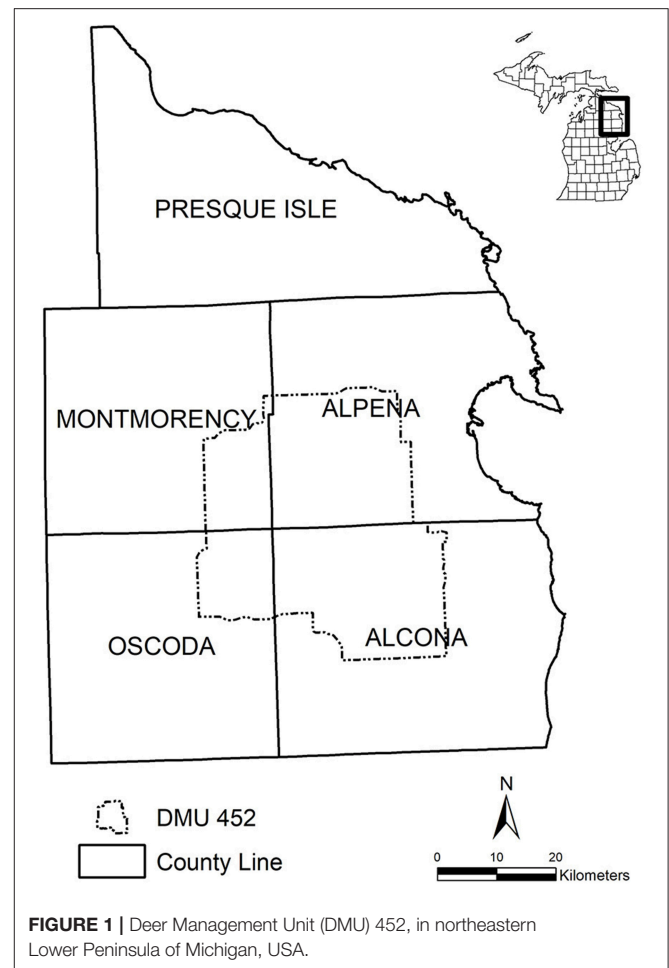 PRESQUE ISLE
MONTMORENCY
ALPENA
OSCODA
ALCONA
DMU 452
County Line
N
0 10 20
Kilometers
FIGURE 1 | Deer Management Unit (DMU) 452, in northeastern
Lower Peninsula of Michigan, USA.